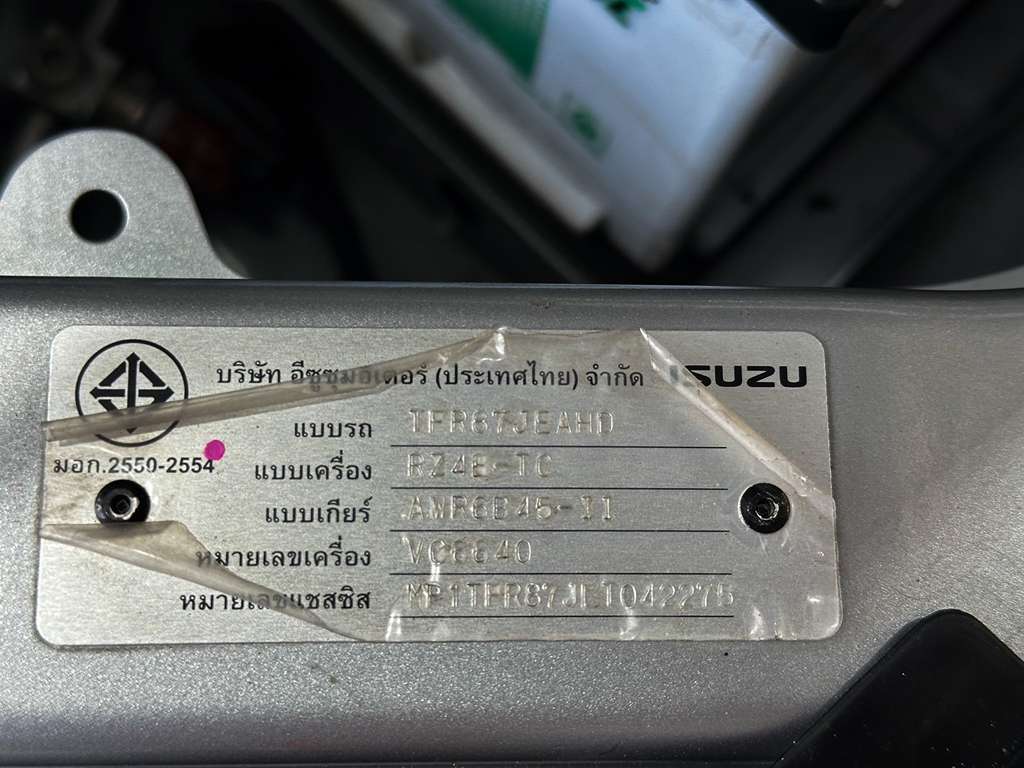 บริษัท อีซูซุมอเตอร์ (ประเทศไทย) จำกัด ISUZU
แบบรถ TFR87JEAHD
มอก.2550-2554
แบบเครื่อง RZ4E-TC
แบบเกียร์
หมายเลขเครื่อง
หมายเลขแชสซิส